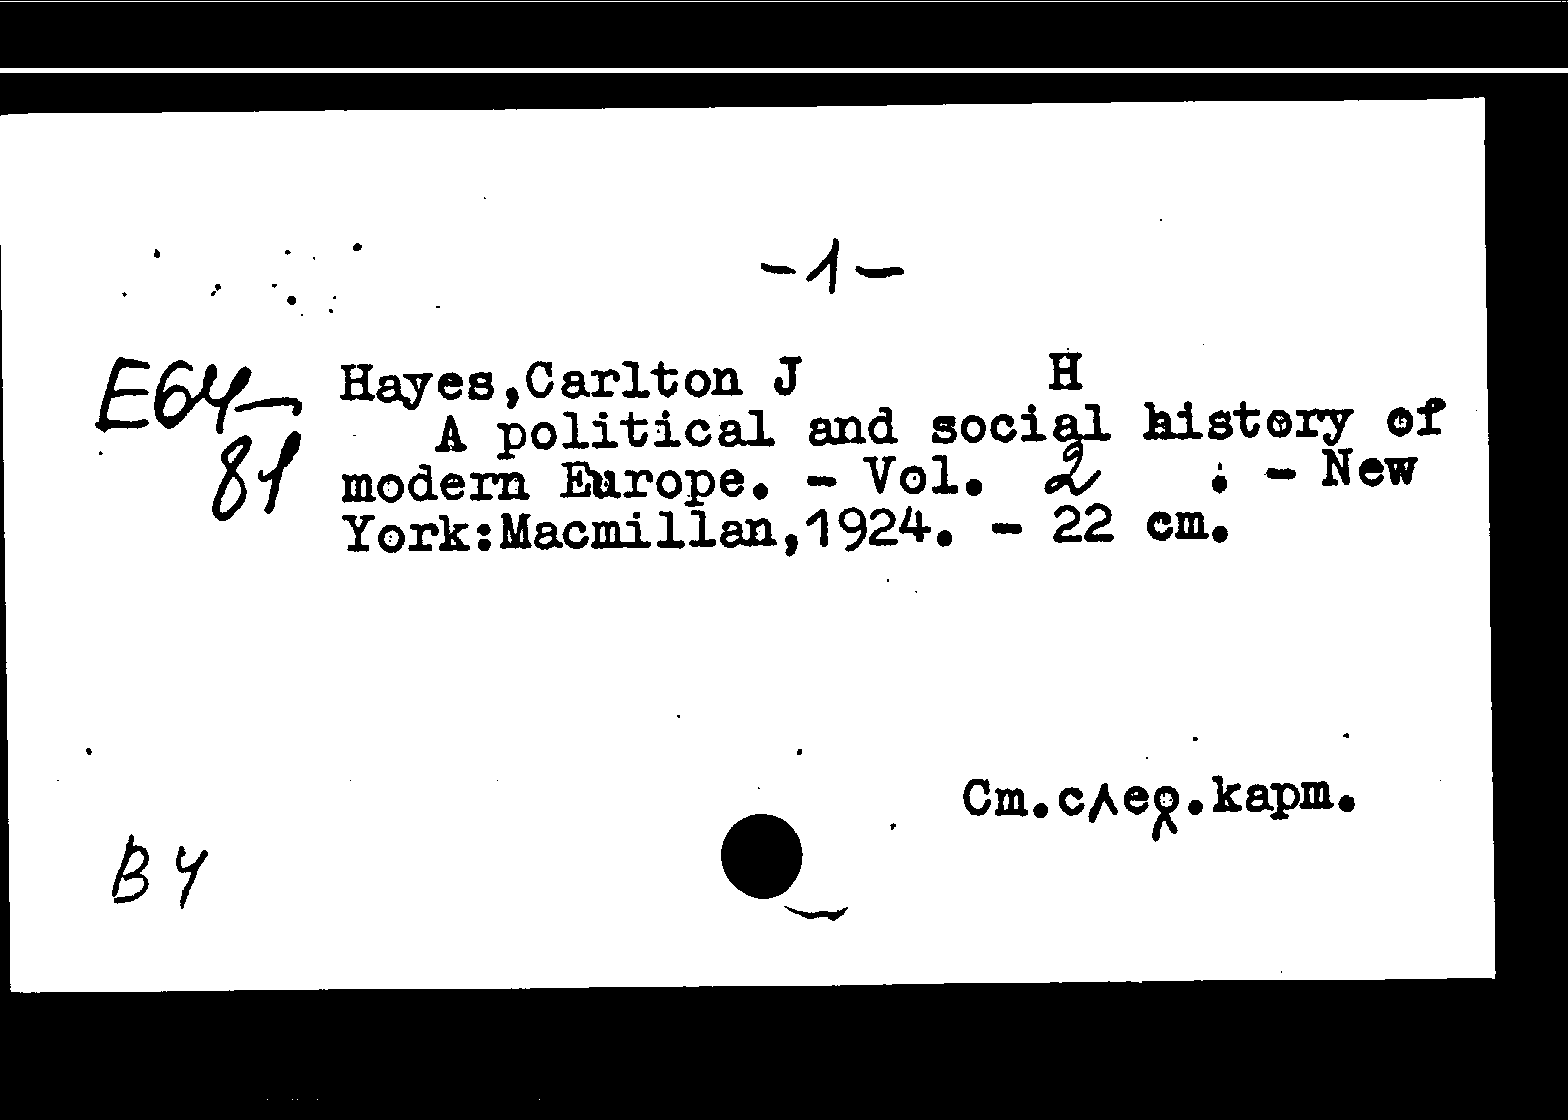 -1-
E64- Hayes,Carlton J H
A political and social history of
81 modern Europe. - Vol. 2 . - New
York:Macmillan,1924. - 22 cm.
Cm.след.карт.
B4